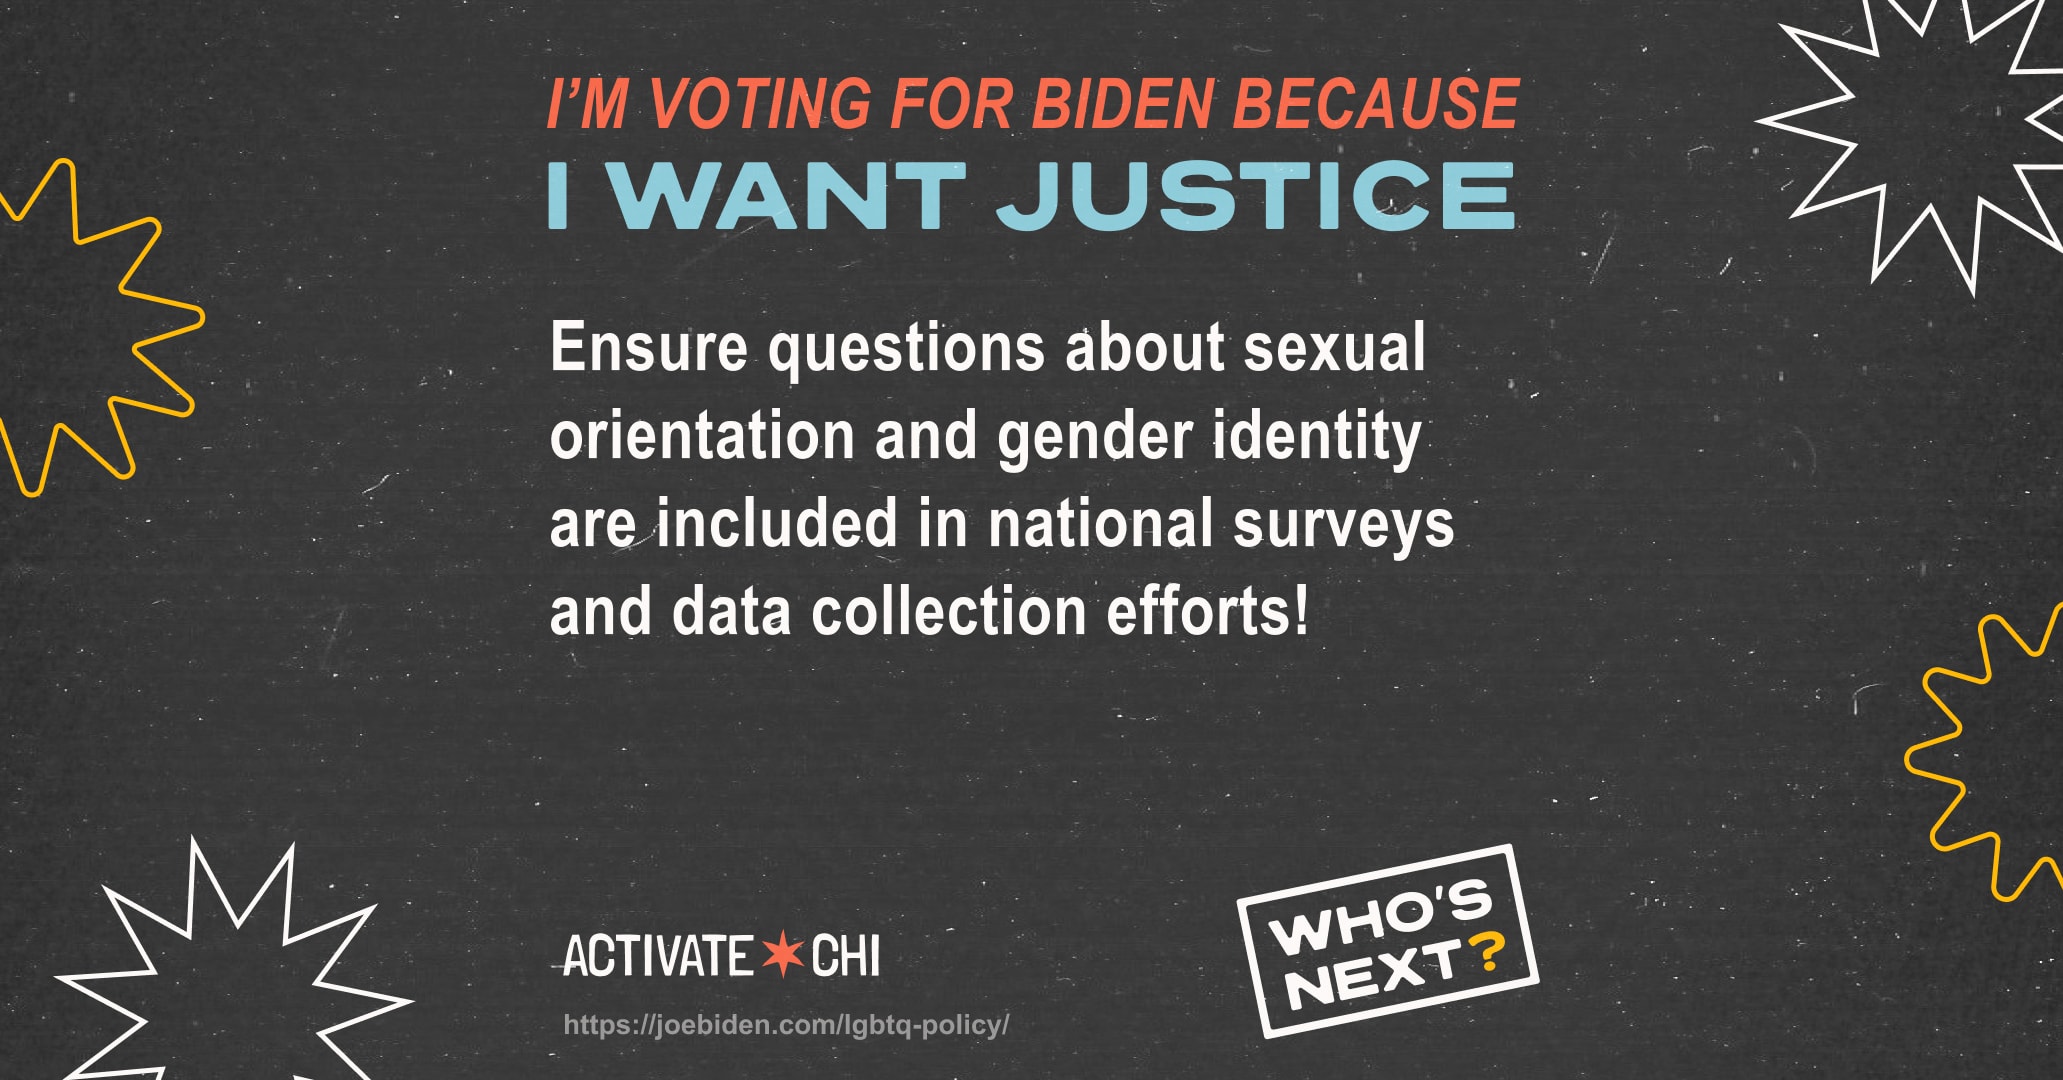 I'M VOTING FOR BIDEN BECAUSE
I WANT JUSTICE
Ensure questions about sexual
orientation and gender identity
are included in national surveys
and data collection efforts!
ACTIVATE CHI
https://joebiden.com/lgbtq-policy/
WHO'S
NEXT?